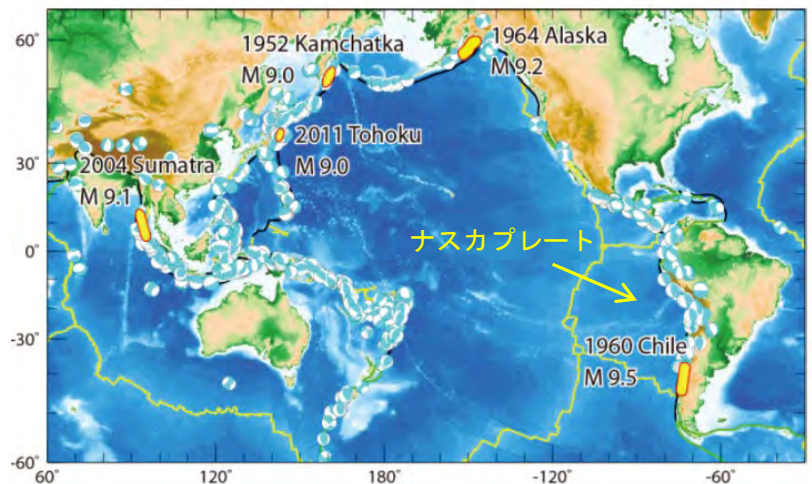 60°
1952 Kamchatka
M 9.0
1964 Alaska
M 9.2
2011 Tohoku
M 9.0
30°
2004 Sumatra
M 9.1
ナスカプレート
0°
-30°
1960 Chile
M 9.5
-60°
60° 120° 180° -120° -60°